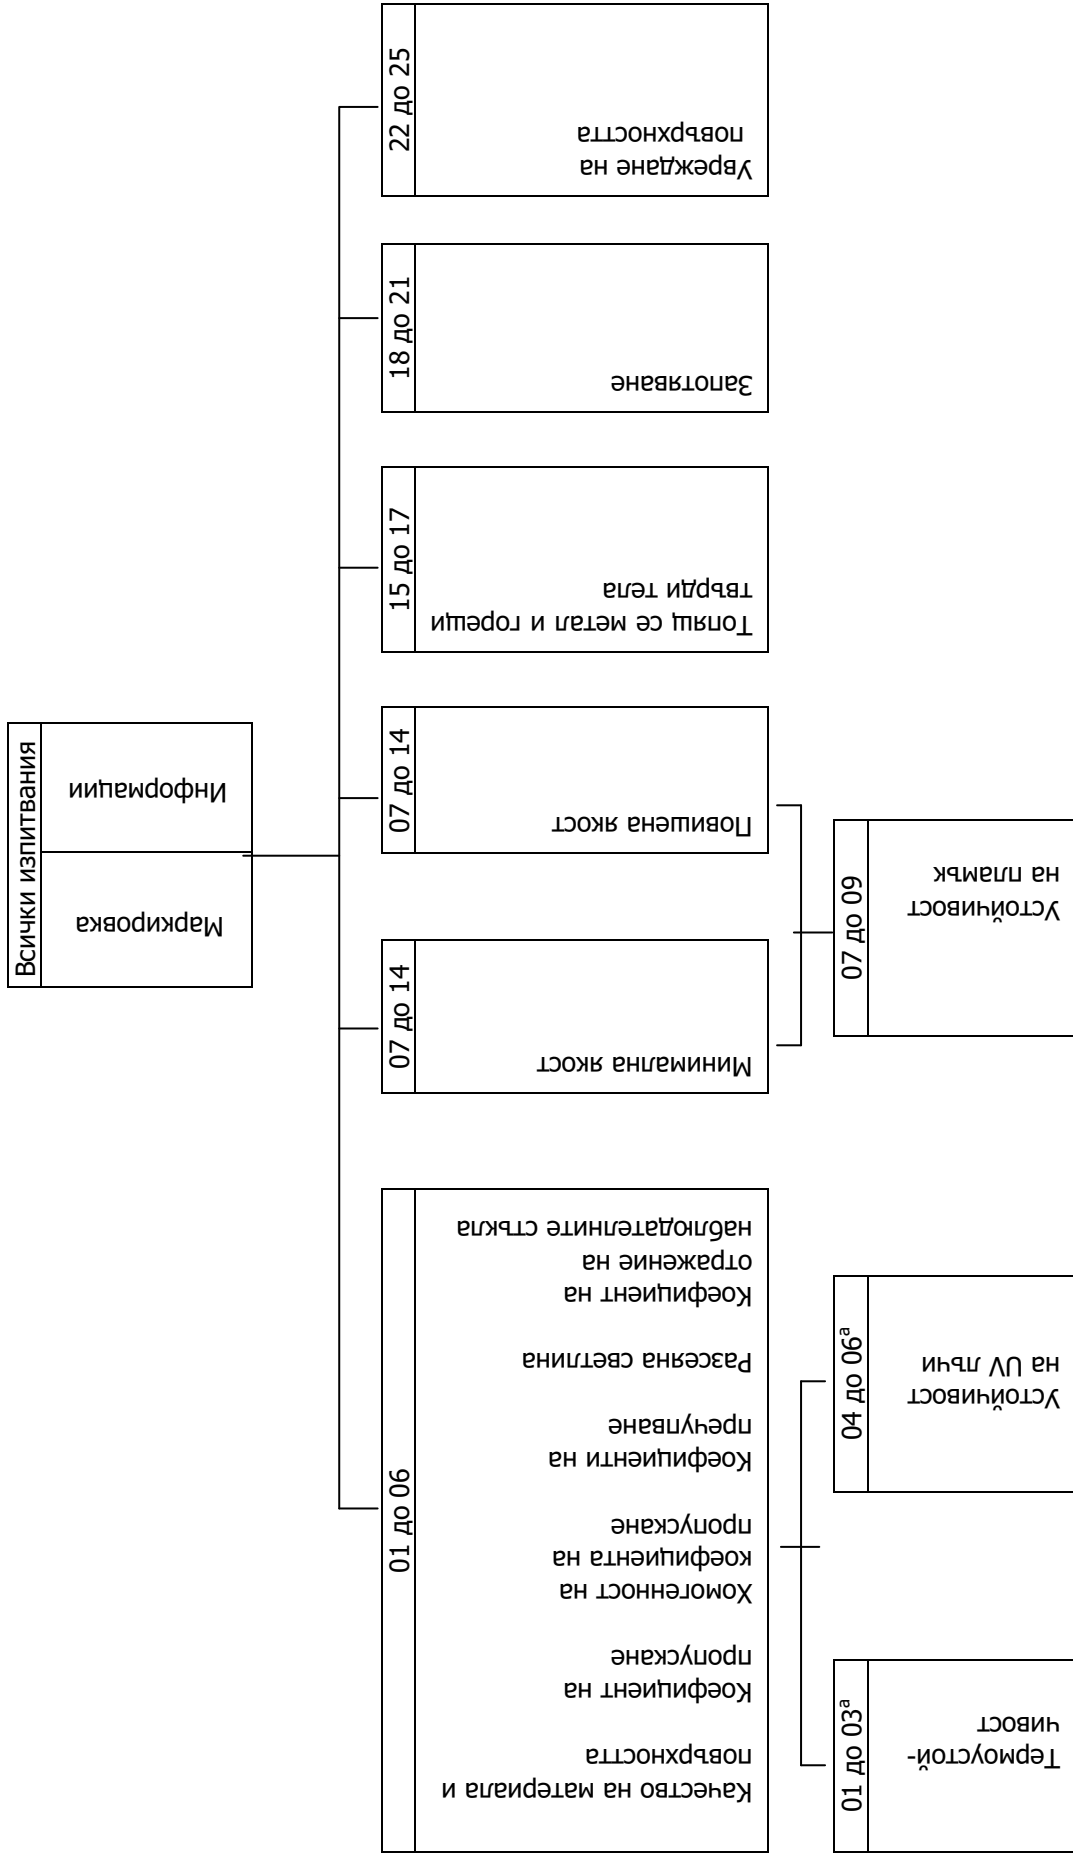 Всички изпитвания
Маркировка
Информации
01 до 06
Качество на материала и
повърхността
Коефициент на
пропускане
Хомогенност на
коефициента на
пропускане
Коефициенти на
пречупване
Разсеяна светлина
Коефициент на
отражение на
наблюдателните стъкла
07 до 14
Минимална якост
07 до 14
Повишена якост
15 до 17
Топящ се метал и горещи
твърди тела
18 до 21
Запотяване
22 до 25
Увреждане на
повърхността
01 до 03ª
Термоустой-
чивост
04 до 06ª
Устойчивост
на UV лъчи
07 до 09
Устойчивост
на пламък